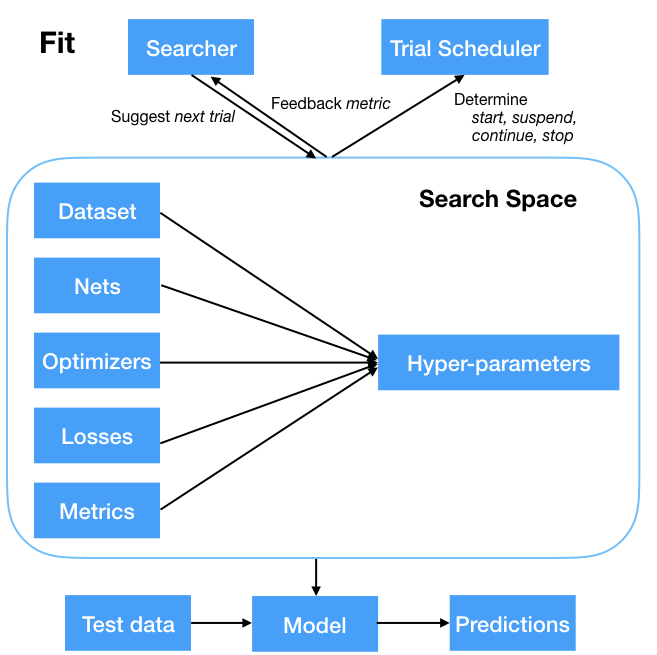 Fit
Searcher
Trial Scheduler
Suggest next trial
Feedback metric
Determine
start, suspend,
continue, stop
Search Space
Dataset
Nets
Optimizers
Losses
Metrics
Hyper-parameters
Test data
Model
Predictions